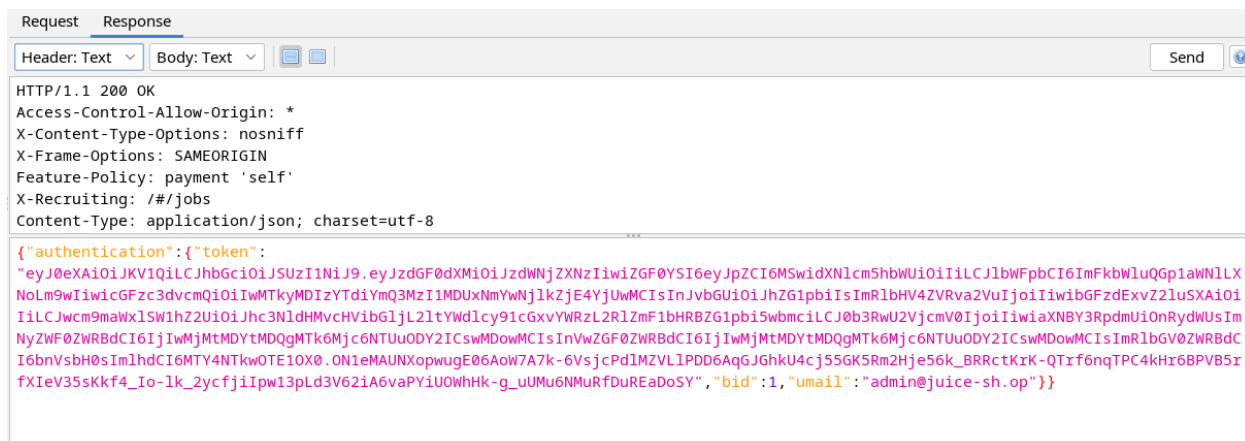 Request Response
Header: Text Body: Text Send
HTTP/1.1 200 OK
Access-Control-Allow-Origin: *
X-Content-Type-Options: nosniff
X-Frame-Options: SAMEORIGIN
Feature-Policy: payment 'self'
X-Recruiting: /#/jobs
Content-Type: application/json; charset=utf-8
{"authentication":{"token":
"eyJ0eXAiOiJKV1QiLCJhbGciOiJSUzI1NiJ9.eyJzdGF0dXMiOiJzdWNjZXNzIiwiZGF0YSI6eyJpZCI6MSwidXNlcm5hbWUiOiIiLCJlbWFpbCI6ImFkbWluQGp1aWNlLX
NoLm9wIiwicGFzc3dvcmQiOiIwMTkyMDIzYTdiYmQ3MzI1MDUxNmYwNjlkZjE4YjUwMCIsInJvbGUiOiJhZG1pbiIsImRlbHV4ZVRva2VuIjoiIiwibGFzdExvZ2luSXAiOi
IiLCJwcm9maWxlSW1hZ2UiOiJhc3NldHMvcHVibGljL2ltYWdlcy91cGxvYWRzL2RlZmF1bHRBZG1pbi5wbmciLCJ0b3RwU2VjcmV0IjoiIiwiaXNBY3RpdmUiOnRydWUsIm
NyZWF0ZWRBdCI6IjIwMjMtMDYtMDQgMTk6Mjc6NTUuODY2ICswMDowMCIsInVwZGF0ZWRBdCI6IjIwMjMtMDYtMDQgMTk6Mjc6NTUuODY2ICswMDowMCIsImRlbGV0ZWRBdC
I6bnVsbH0sImlhdCI6MTY4NTkwOTE1OX0.ON1eMAUNXopwugE06AoW7A7k-6VsjcPdlMZVLlPDD6AqGJGhkU4cj55GK5Rm2Hje56k_BRRctKrK-QTrf6nqTPC4kHr6BPVB5r
fXIeV35sKkf4_Io-lk_2ycfjiIpw13pLd3V62iA6vaPYiUOWhHk-g_uUMu6NMuRfDuREaDoSY","bid":1,"umail":"admin@juice-sh.op"}}